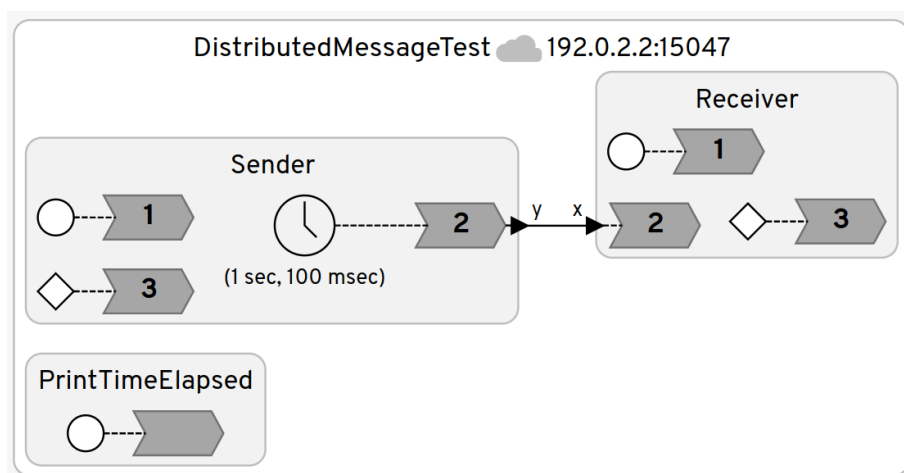 DistributedMessageTest 192.0.2.2:15047
Receiver
1
Sender
1
2
y
x
2
3
(1 sec, 100 msec)
3
PrintTimeElapsed